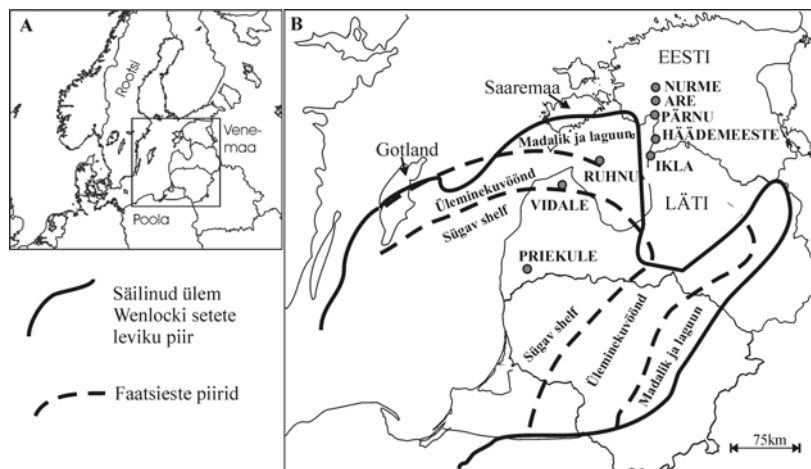 A
Rootsi
Vene-
maa
Poola
Säilinud ülem
Wenlocki setete
leviku piir
Faatsieste piirid
B
EESTI
Saaremaa
NURME
ARE
PÄRNU
HÄÄDEMEESTE
IKLA
Madalik ja laguun
Gotland
RUHNU
Üleminekuvöönd
VIDALE
LÄTI
Sügav shelf
PRIEKULE
Sügav shelf
Üleminekuvöönd
Madalik ja laguun
75km